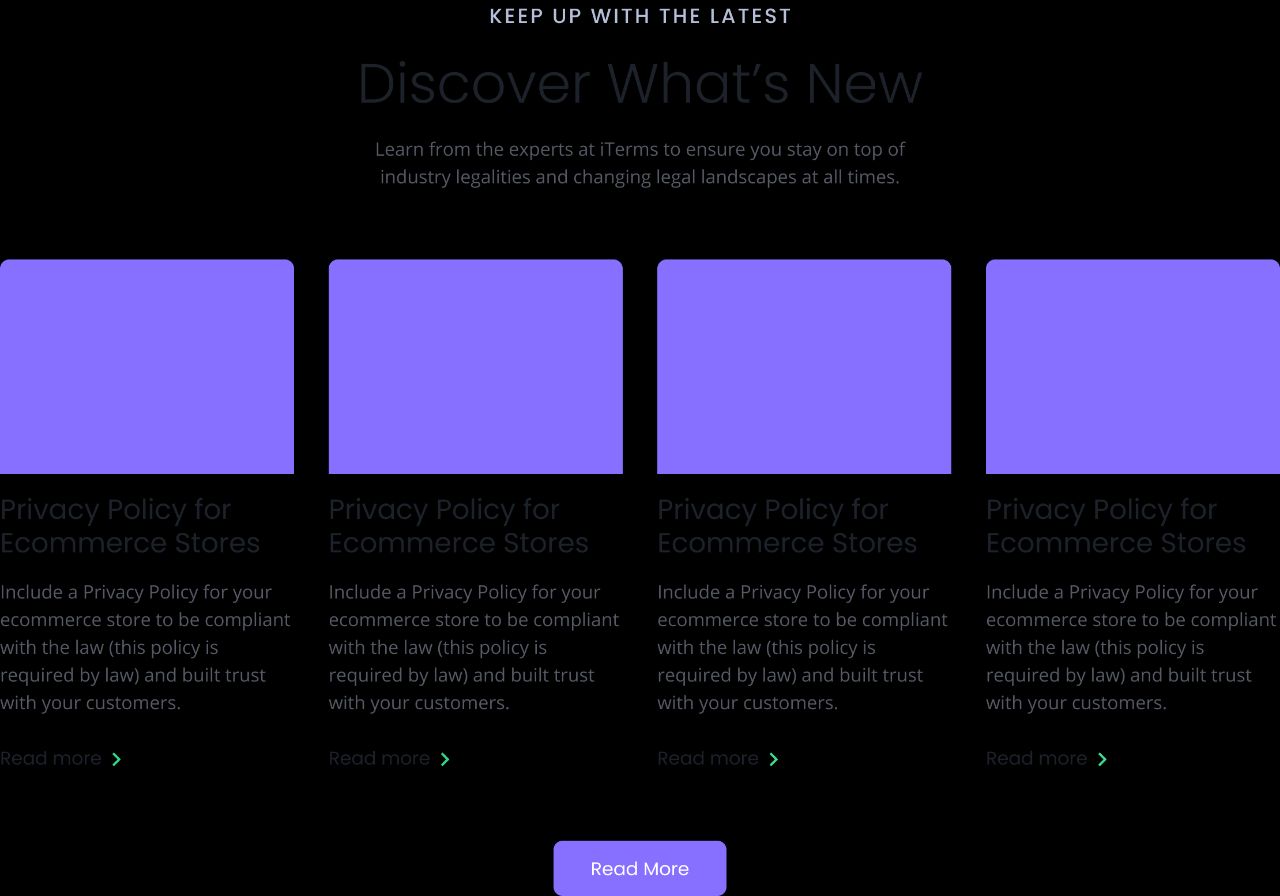 KEEP UP WITH THE LATEST
Discover What's New
Learn from the experts at iTerms to ensure you stay on top of
industry legalities and changing legal landscapes at all times.
Privacy Policy for
Ecommerce Stores
Include a Privacy Policy for your
ecommerce store to be compliant
with the law (this policy is
required by law) and built trust
with your customers.
Read more
Privacy Policy for
Ecommerce Stores
Include a Privacy Policy for your
ecommerce store to be compliant
with the law (this policy is
required by law) and built trust
with your customers.
Read more
Privacy Policy for
Ecommerce Stores
Include a Privacy Policy for your
ecommerce store to be compliant
with the law (this policy is
required by law) and built trust
with your customers.
Read more
Privacy Policy for
Ecommerce Stores
Include a Privacy Policy for your
ecommerce store to be compliant
with the law (this policy is
required by law) and built trust
with your customers.
Read more
Read More